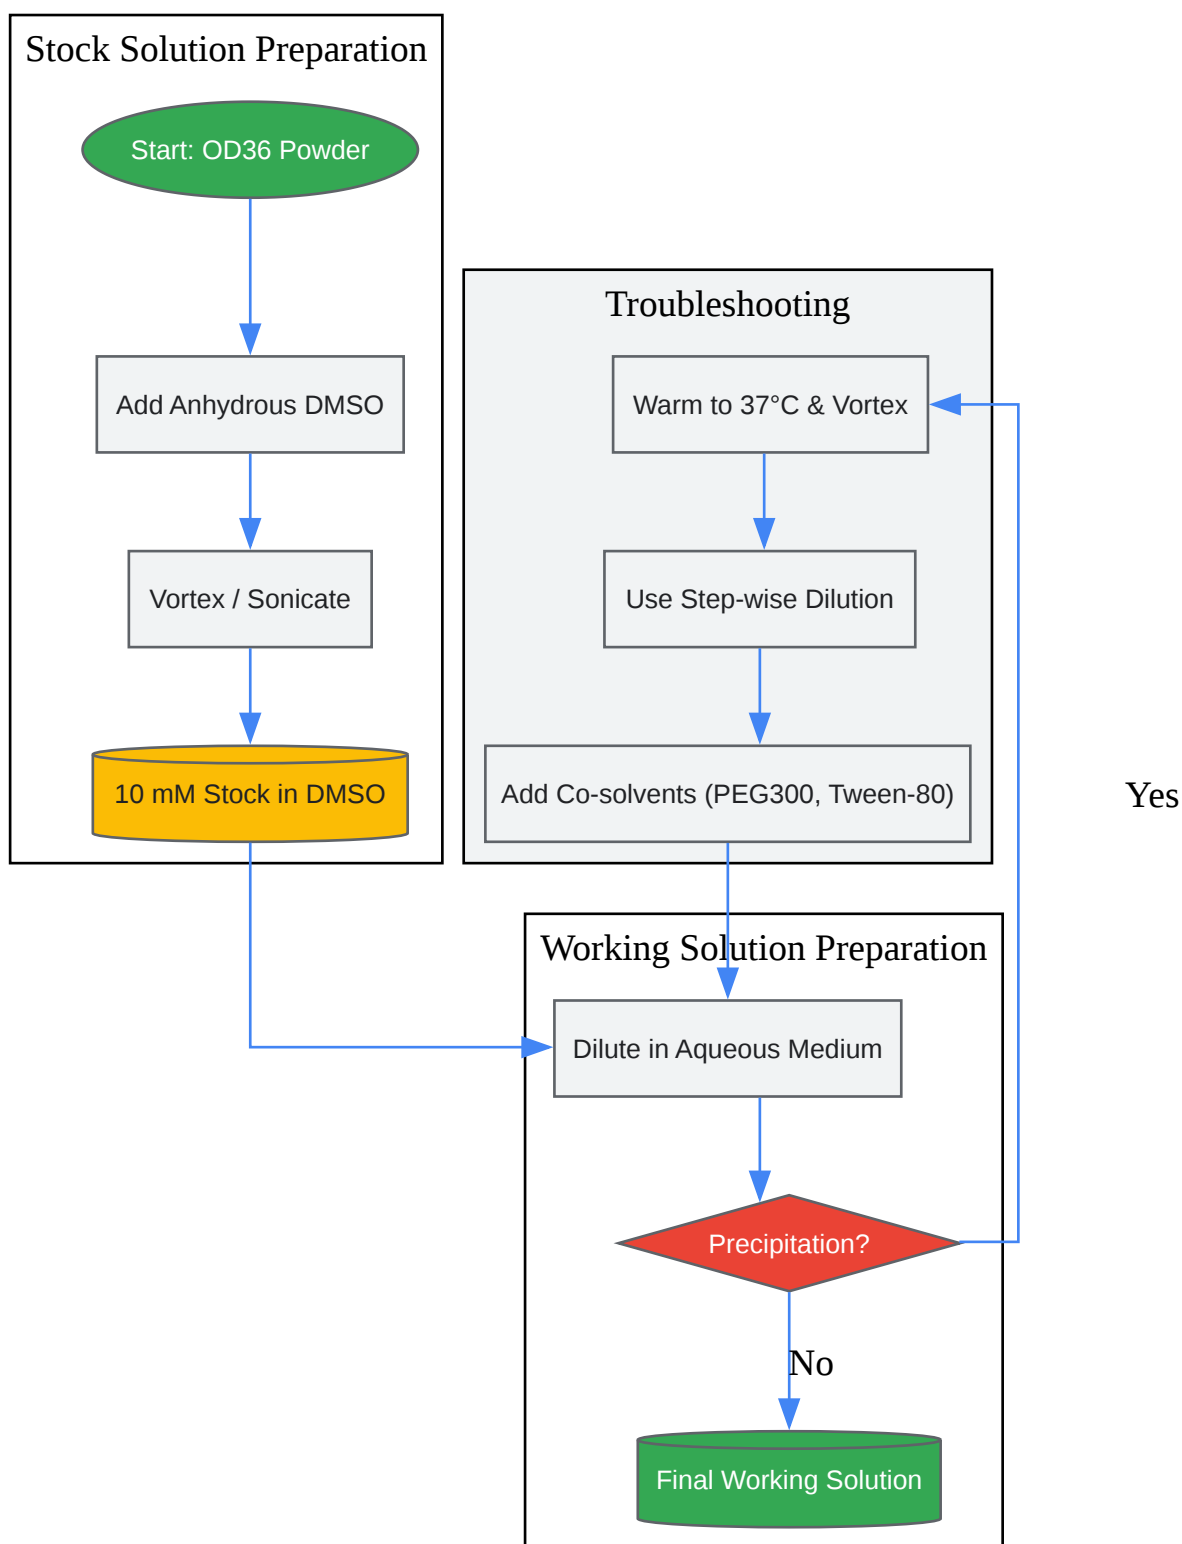 Stock Solution Preparation
Start: OD36 Powder
Add Anhydrous DMSO
Vortex / Sonicate
10 mM Stock in DMSO
Troubleshooting
Warm to 37°C & Vortex
Use Step-wise Dilution
Add Co-solvents (PEG300, Tween-80)
Yes
Working Solution Preparation
Dilute in Aqueous Medium
Precipitation?
No
Final Working Solution